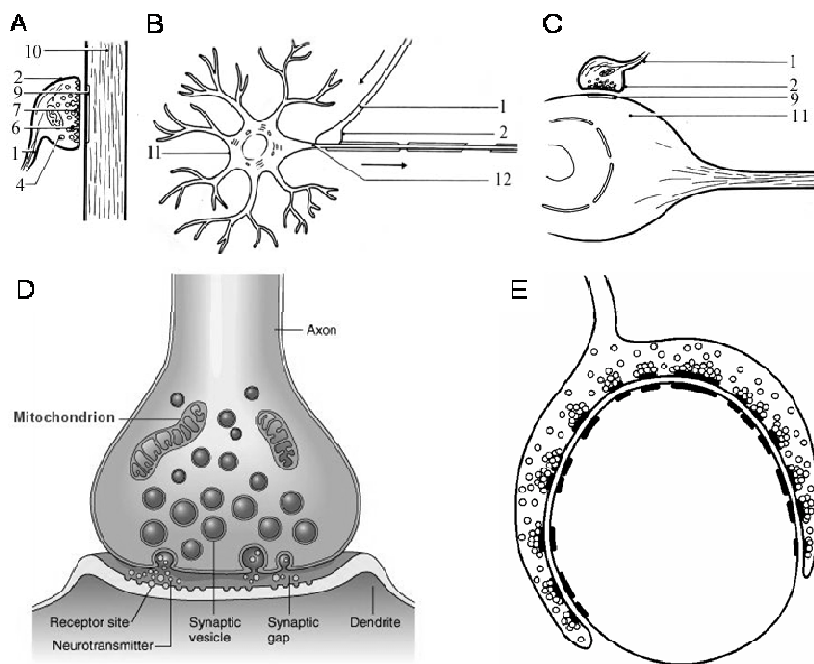 A
10
2
9
7
6
1
4
B
1
2
11
12
C
1
2
9
11
D
Axon
Mitochondrion
Receptor site
Neurotransmitter
Synaptic
vesicle
Synaptic
gap
Dendrite
E